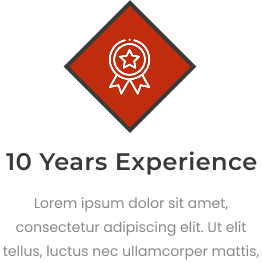 10 Years Experience
Lorem ipsum dolor sit amet,
consectetur adipiscing elit. Ut elit
tellus, luctus nec ullamcorper mattis,